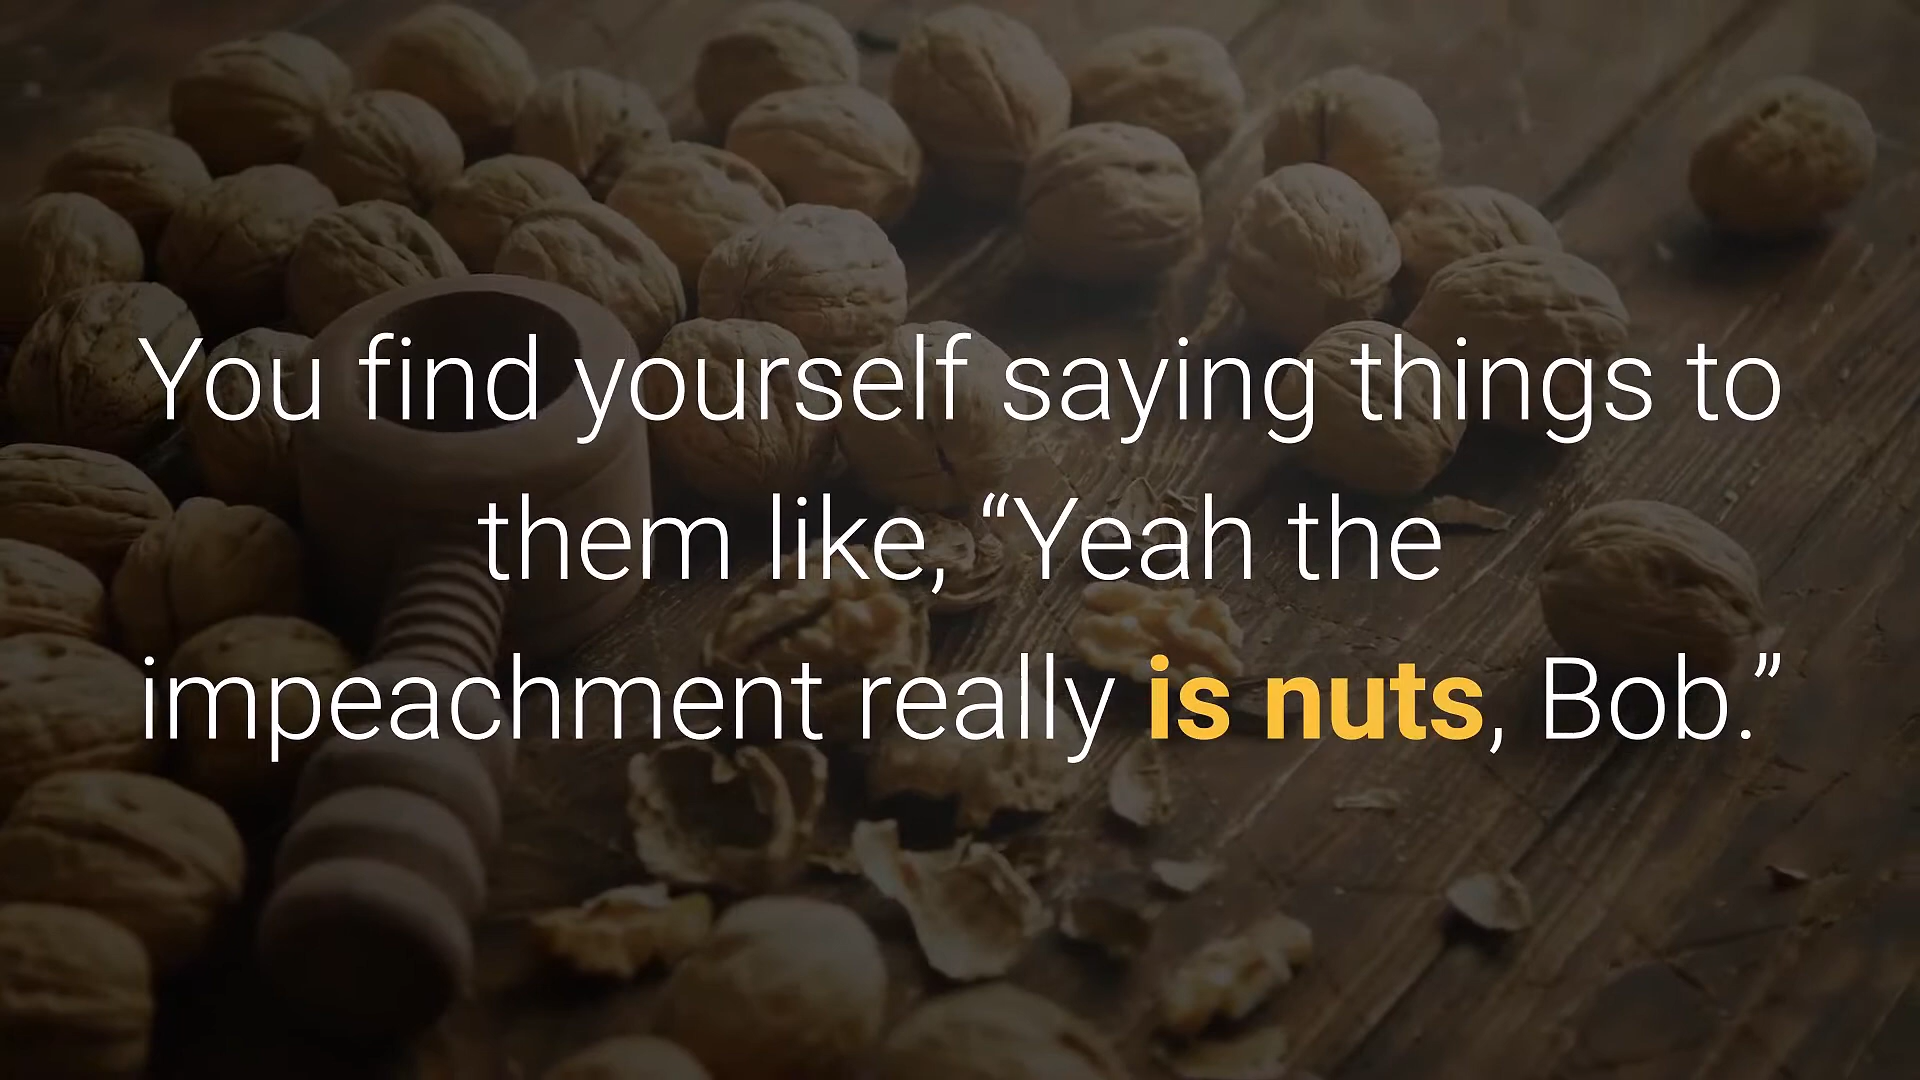 You find yourself saying things to
them like, “Yeah the
impeachment really is nuts, Bob.”